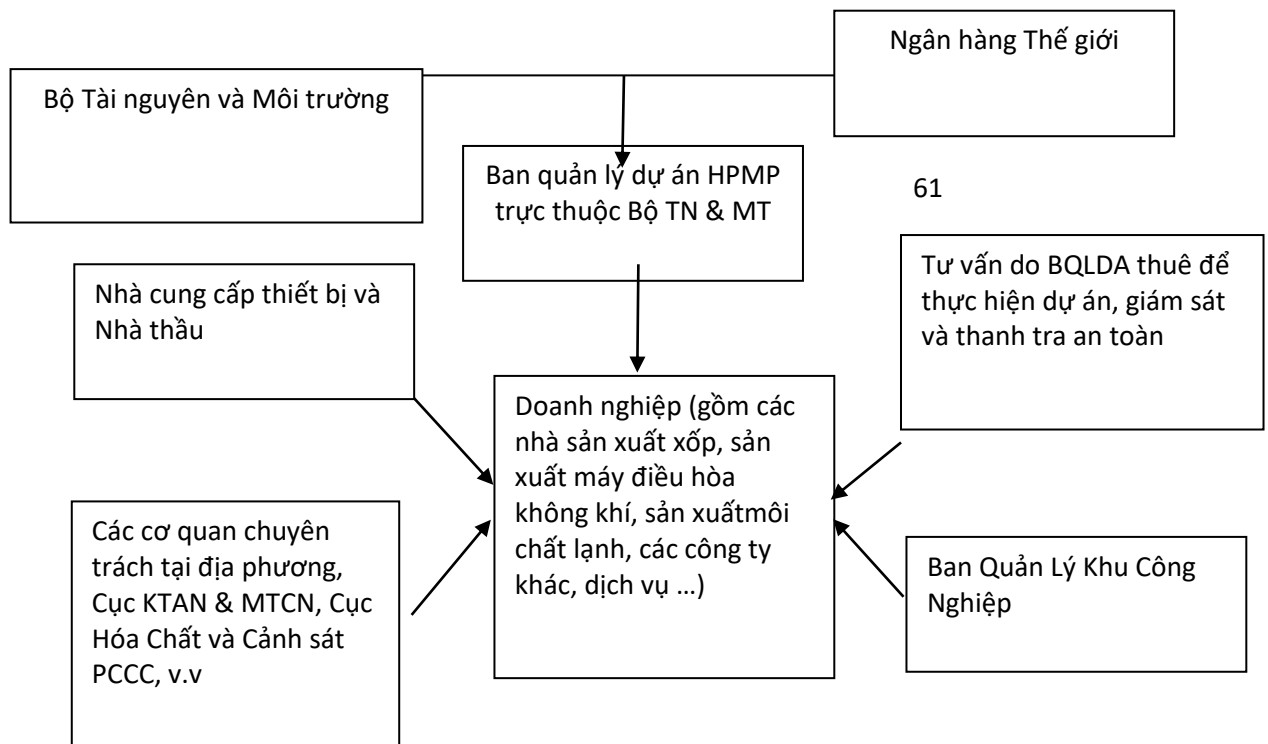 Ngân hàng Thế giới
Bộ Tài nguyên và Môi trường
Ban quản lý dự án HPMP
trực thuộc Bộ TN & MT
61
Nhà cung cấp thiết bị và
Nhà thầu
Tư vấn do BQLDA thuê để
thực hiện dự án, giám sát
và thanh tra an toàn
Doanh nghiệp (gồm các
nhà sản xuất xốp, sản
xuất máy điều hòa
không khí, sản xuấtmôi
chất lạnh, các công ty
khác, dịch vụ …)
Các cơ quan chuyên
trách tại địa phương,
Cục KTAN & MTCN, Cục
Hóa Chất và Cảnh sát
PCCC, v.v
Ban Quản Lý Khu Công
Nghiệp